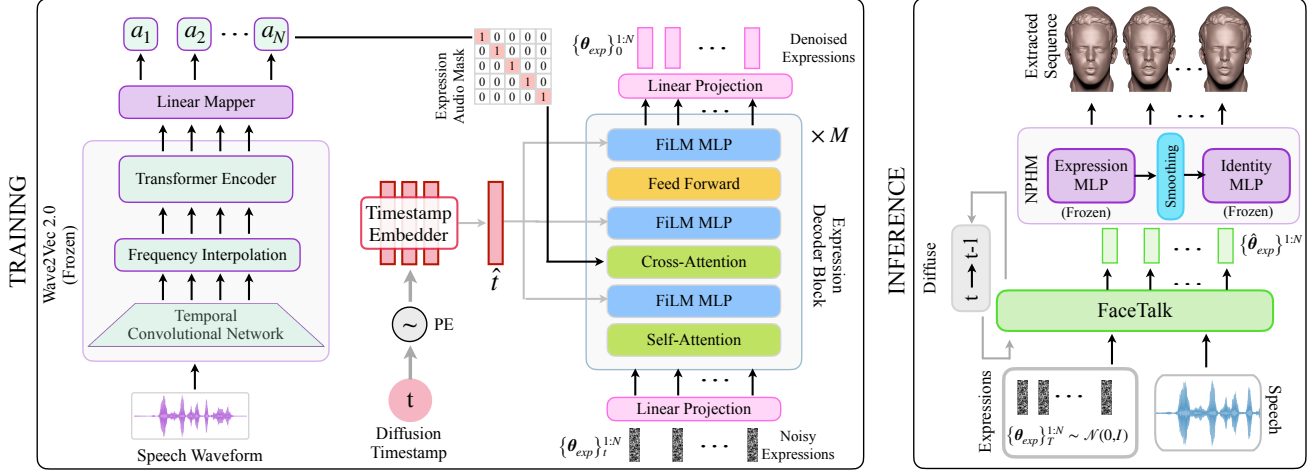 TRAINING
a1 a2 ... aN
Linear Mapper
Wave2Vec 2.0
(Frozen)
Transformer Encoder
Frequency Interpolation
Temporal
Convolutional Network
Speech Waveform
Expression
Audio Mask
1 0 0 0 0
0 1 0 0 0
0 0 1 0 0
0 0 0 1 0
0 0 0 0 1
Timestamp
Embedder
t̂
~ PE
t
Diffusion
Timestamp
{θexp}₀^{1:N} ... Denoised
Expressions
Linear Projection
...
× M
FiLM MLP
Feed Forward
FiLM MLP
Cross-Attention
FiLM MLP
Self-Attention
Expression
Decoder Block
...
Linear Projection
{θexp}ₜ^{1:N} ... Noisy
Expressions
INFERENCE
Extracted
Sequence
...
...
NPHM
Expression
MLP
(Frozen)
Smoothing
Identity
MLP
(Frozen)
... {θ̂exp}^{1:N}
...
Diffuse
t → t-1
FaceTalk
Expressions
...
{θexp}_T^{1:N} ~ 𝒩(0,I)
Speech